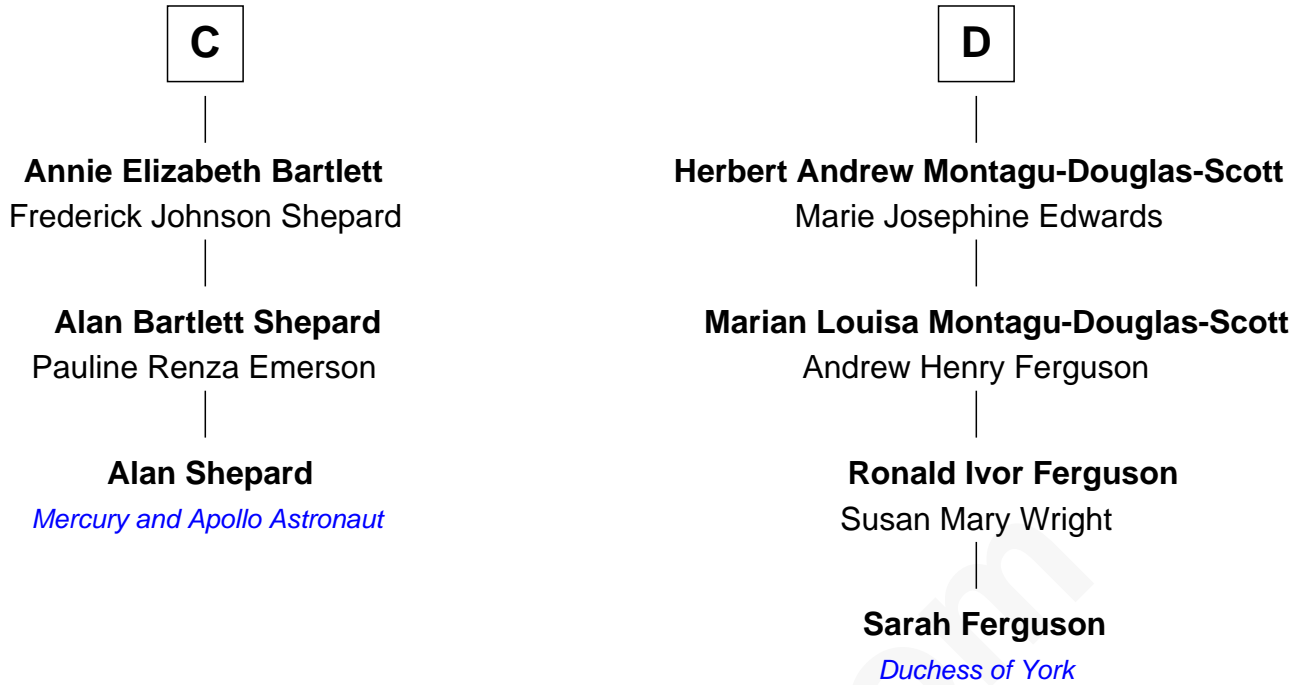 C
Annie Elizabeth Bartlett
Frederick Johnson Shepard
Alan Bartlett Shepard
Pauline Renza Emerson
Alan Shepard
Mercury and Apollo Astronaut
D
Herbert Andrew Montagu-Douglas-Scott
Marie Josephine Edwards
Marian Louisa Montagu-Douglas-Scott
Andrew Henry Ferguson
Ronald Ivor Ferguson
Susan Mary Wright
Sarah Ferguson
Duchess of York